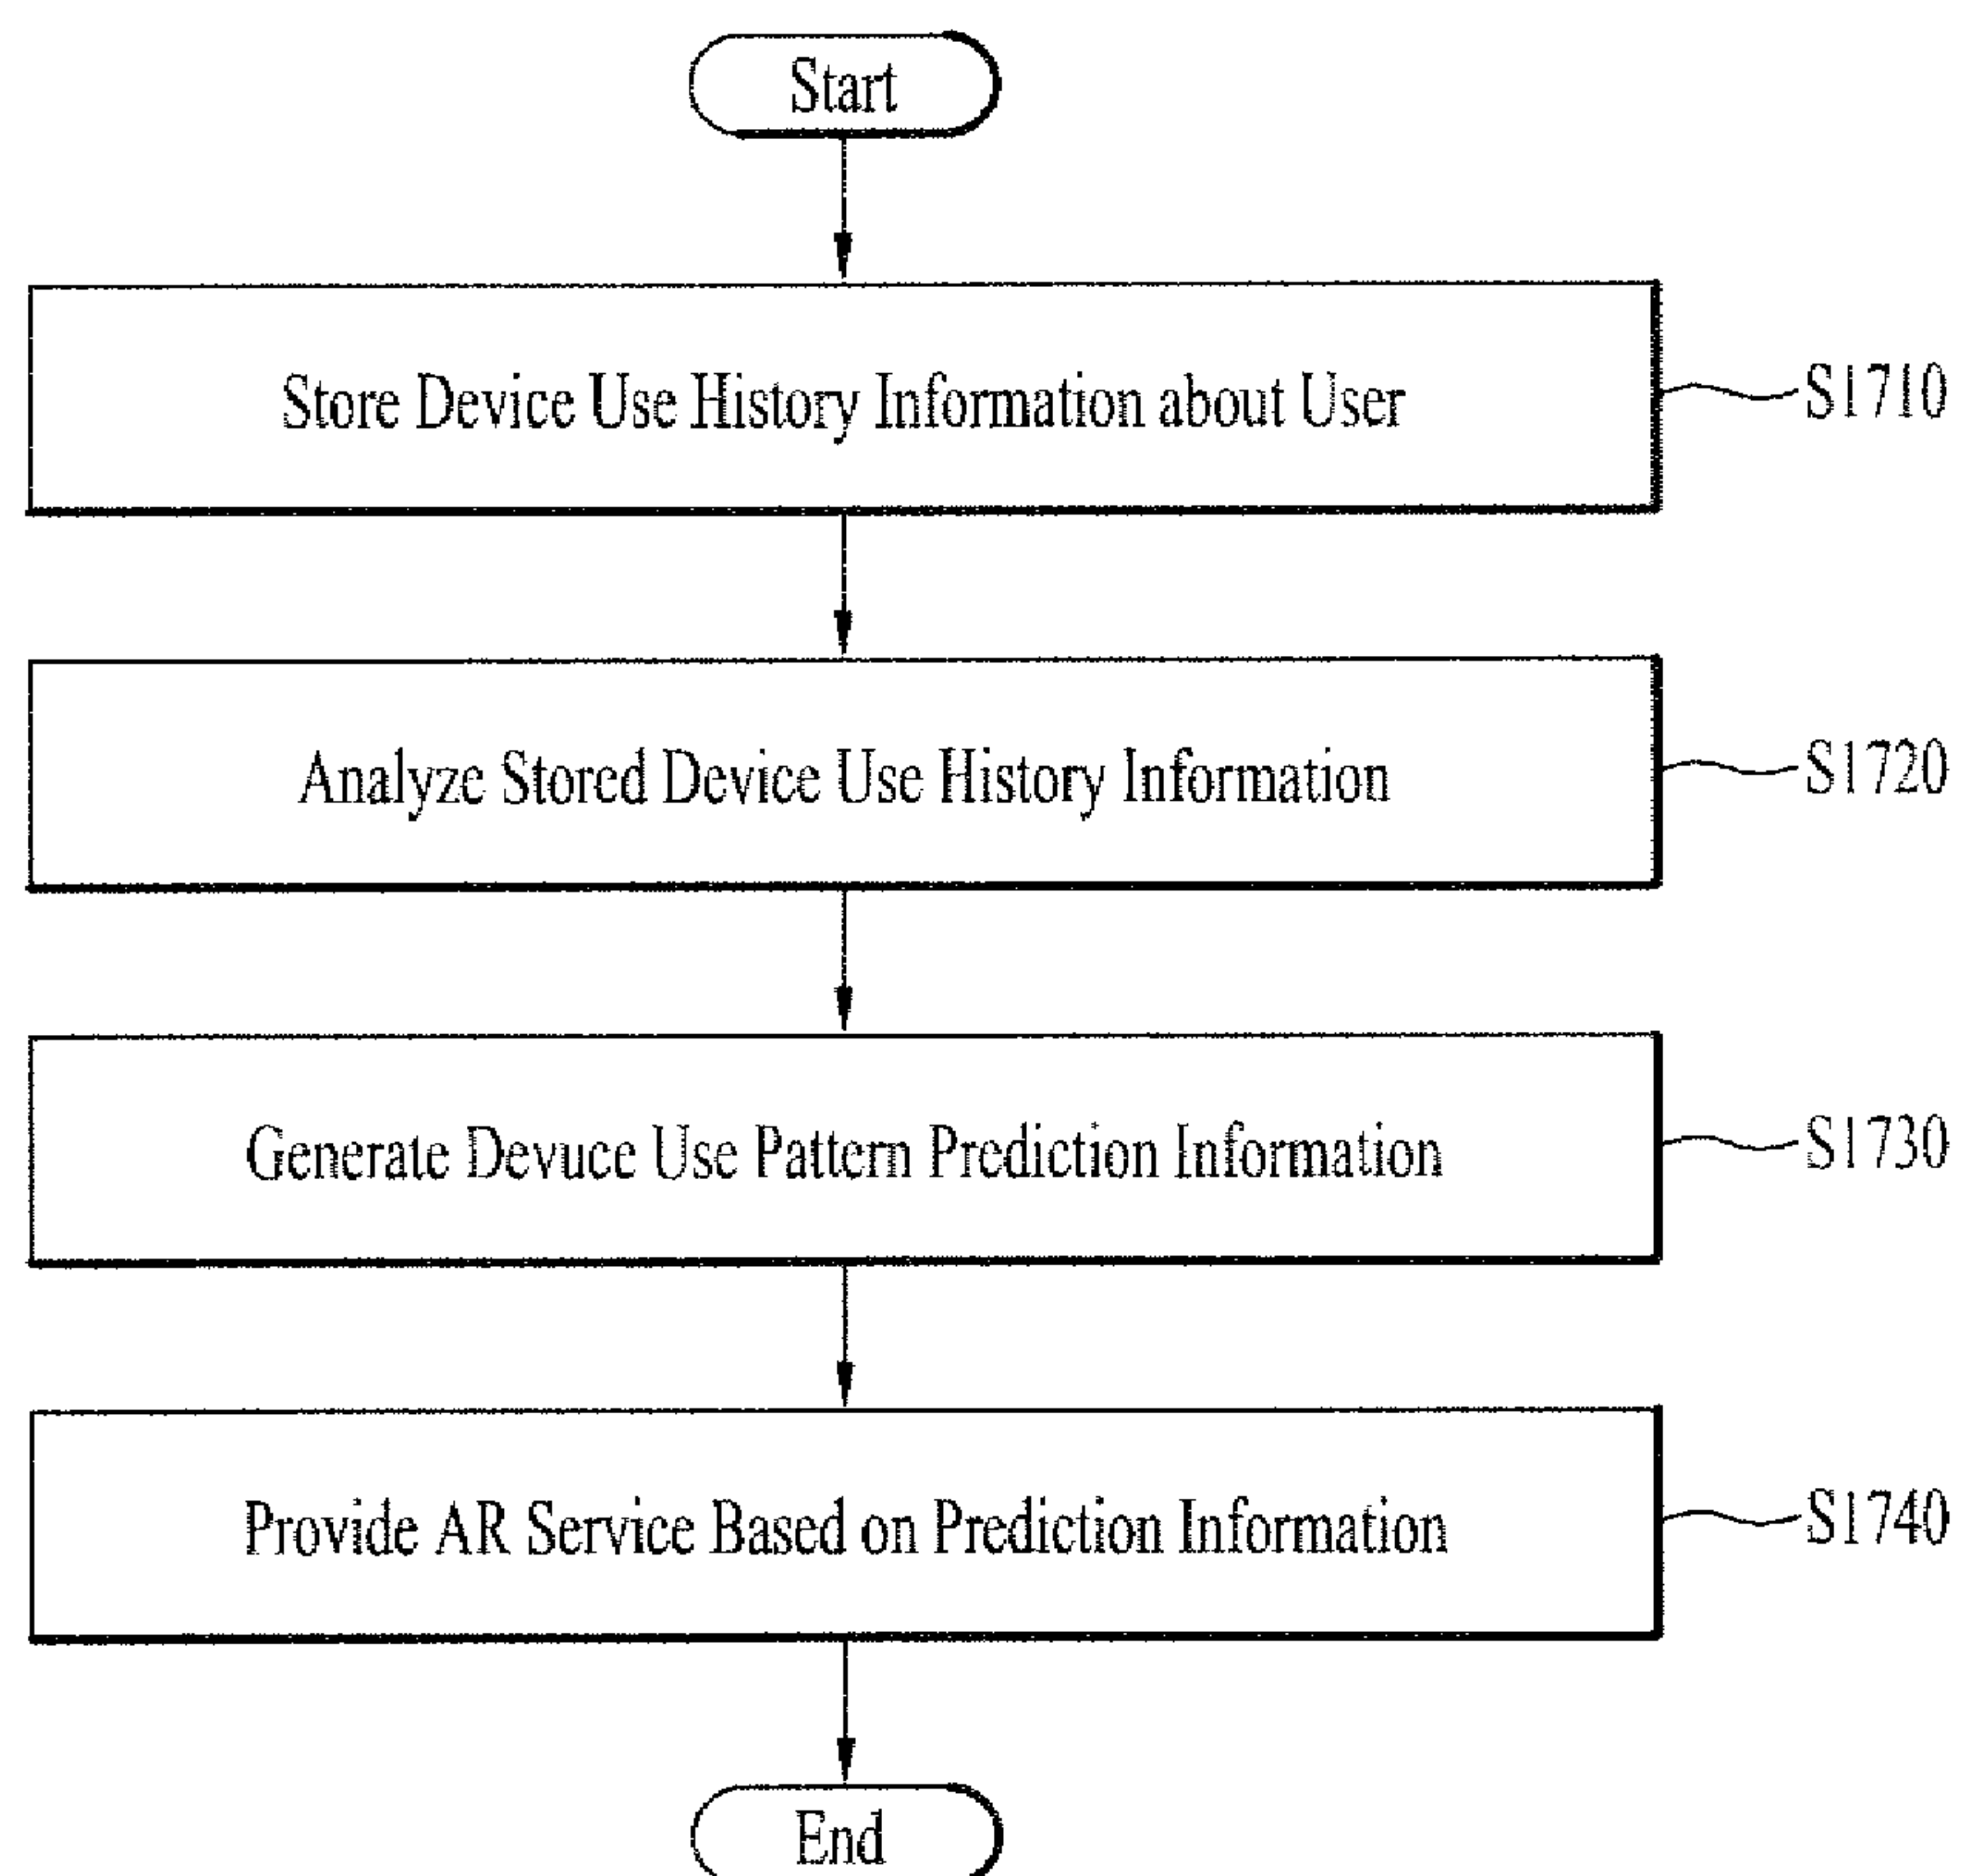 Start
Store Device Use History Information about User
S1710
Analyze Stored Device Use History Information
S1720
Generate Devuce Use Pattern Prediction Information
S1730
Provide AR Service Based on Prediction Information
S1740
End